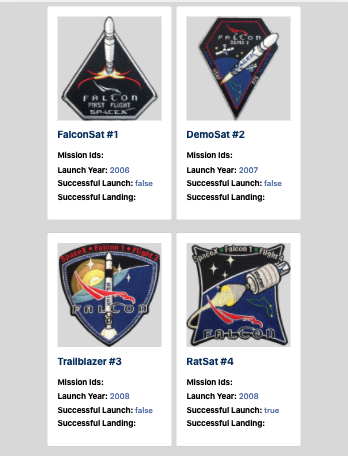 FALCON
FIRST FLIGHT
SPACEX
FalconSat #1
Mission Ids:
Launch Year: 2006
Successful Launch: false
Successful Landing:
FALCON
DEMO 2
DemoSat #2
Mission Ids:
Launch Year: 2007
Successful Launch: false
Successful Landing:
SpaceX • Falcon 1 • Flight 3
FALCON
Trailblazer #3
Mission Ids:
Launch Year: 2008
Successful Launch: false
Successful Landing:
SpaceX • Falcon 1 • Flight
FALCON
RatSat #4
Mission Ids:
Launch Year: 2008
Successful Launch: true
Successful Landing: